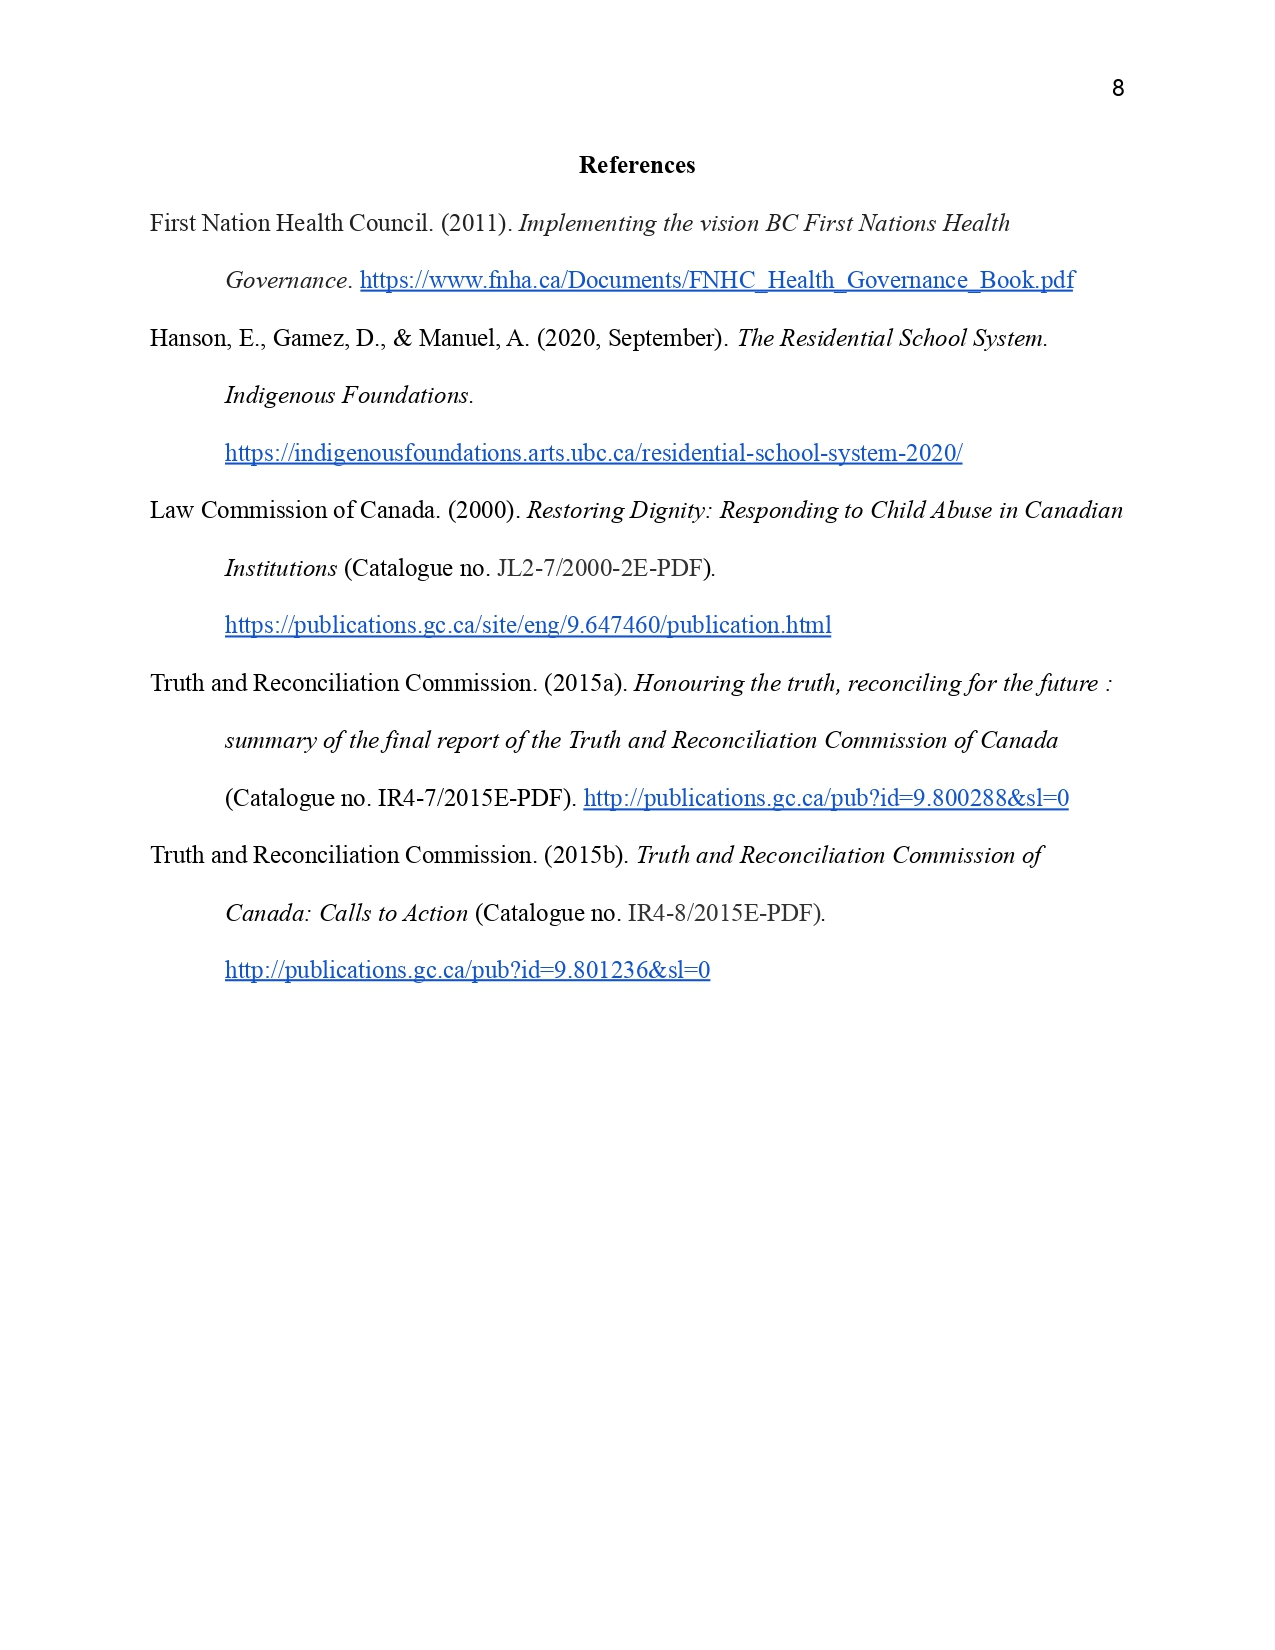 8
References
First Nation Health Council. (2011). Implementing the vision BC First Nations Health
Governance. https://www.fnha.ca/Documents/FNHC_Health_Governance_Book.pdf
Hanson, E., Gamez, D., & Manuel, A. (2020, September). The Residential School System.
Indigenous Foundations.
https://indigenousfoundations.arts.ubc.ca/residential-school-system-2020/
Law Commission of Canada. (2000). Restoring Dignity: Responding to Child Abuse in Canadian
Institutions (Catalogue no. JL2-7/2000-2E-PDF).
https://publications.gc.ca/site/eng/9.647460/publication.html
Truth and Reconciliation Commission. (2015a). Honouring the truth, reconciling for the future :
summary of the final report of the Truth and Reconciliation Commission of Canada
(Catalogue no. IR4-7/2015E-PDF). http://publications.gc.ca/pub?id=9.800288&sl=0
Truth and Reconciliation Commission. (2015b). Truth and Reconciliation Commission of
Canada: Calls to Action (Catalogue no. IR4-8/2015E-PDF).
http://publications.gc.ca/pub?id=9.801236&sl=0